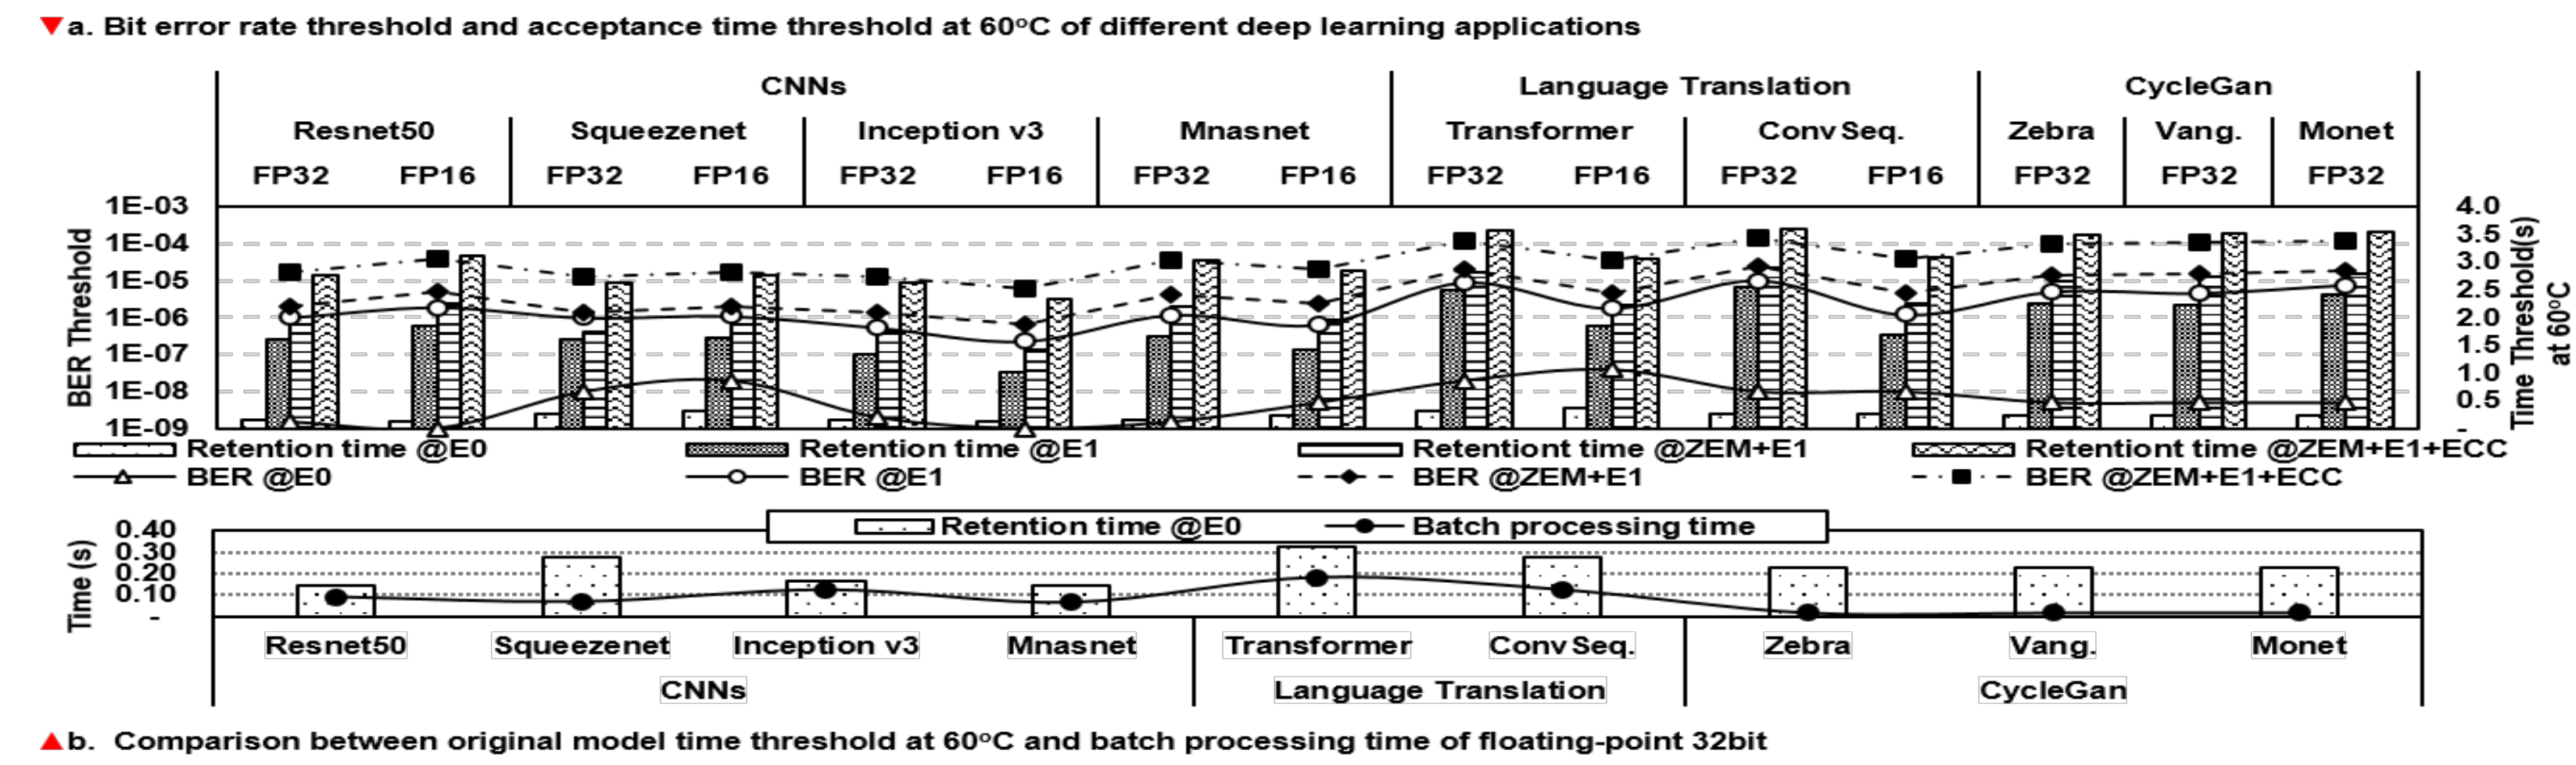 ▼a. Bit error rate threshold and acceptance time threshold at 60°C of different deep learning applications
CNNs Language Translation CycleGan
Resnet50 Squeezenet Inception v3 Mnasnet Transformer Conv Seq. Zebra Vang. Monet
FP32 FP16 FP32 FP16 FP32 FP16 FP32 FP16 FP32 FP16 FP32 FP16 FP32 FP32 FP32
BER Threshold
1E-03
1E-04
1E-05
1E-06
1E-07
1E-08
1E-09
4.0
3.5
3.0
2.5
2.0
1.5
1.0
0.5
-
Time Threshold(s)
at 60°C
Retention time @E0 Retention time @E1 Retentiont time @ZEM+E1 Retentiont time @ZEM+E1+ECC
BER @E0 BER @E1 BER @ZEM+E1 BER @ZEM+E1+ECC
Retention time @E0 Batch processing time
Time (s)
0.40
0.30
0.20
0.10
-
Resnet50 Squeezenet Inception v3 Mnasnet Transformer Conv Seq. Zebra Vang. Monet
CNNs Language Translation CycleGan
▲b. Comparison between original model time threshold at 60°C and batch processing time of floating-point 32bit